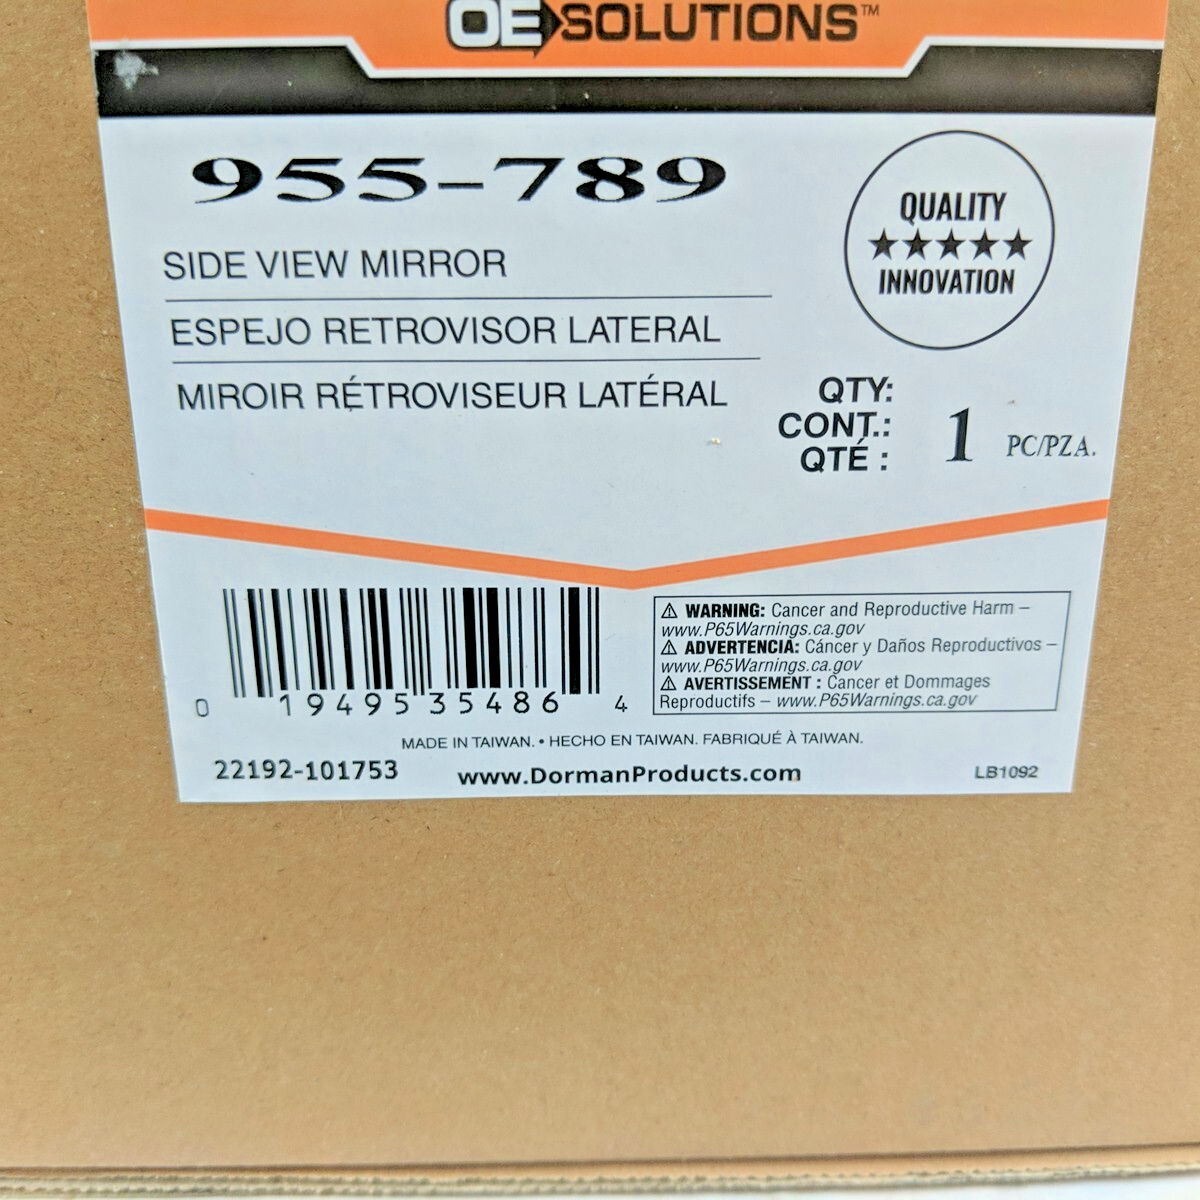 OE SOLUTIONS™
955-789
SIDE VIEW MIRROR
ESPEJO RETROVISOR LATERAL
MIROIR RÉTROVISEUR LATÉRAL
QUALITY
★★★★★
INNOVATION
QTY:
CONT.:
QTÉ :
1 PC/PZA.
0 19495 35486 4
⚠ WARNING: Cancer and Reproductive Harm –
www.P65Warnings.ca.gov
⚠ ADVERTENCIA: Cáncer y Daños Reproductivos –
www.P65Warnings.ca.gov
⚠ AVERTISSEMENT : Cancer et Dommages
Reproductifs – www.P65Warnings.ca.gov
MADE IN TAIWAN. • HECHO EN TAIWAN. FABRIQUÉ À TAIWAN.
22192-101753
www.DormanProducts.com
LB1092